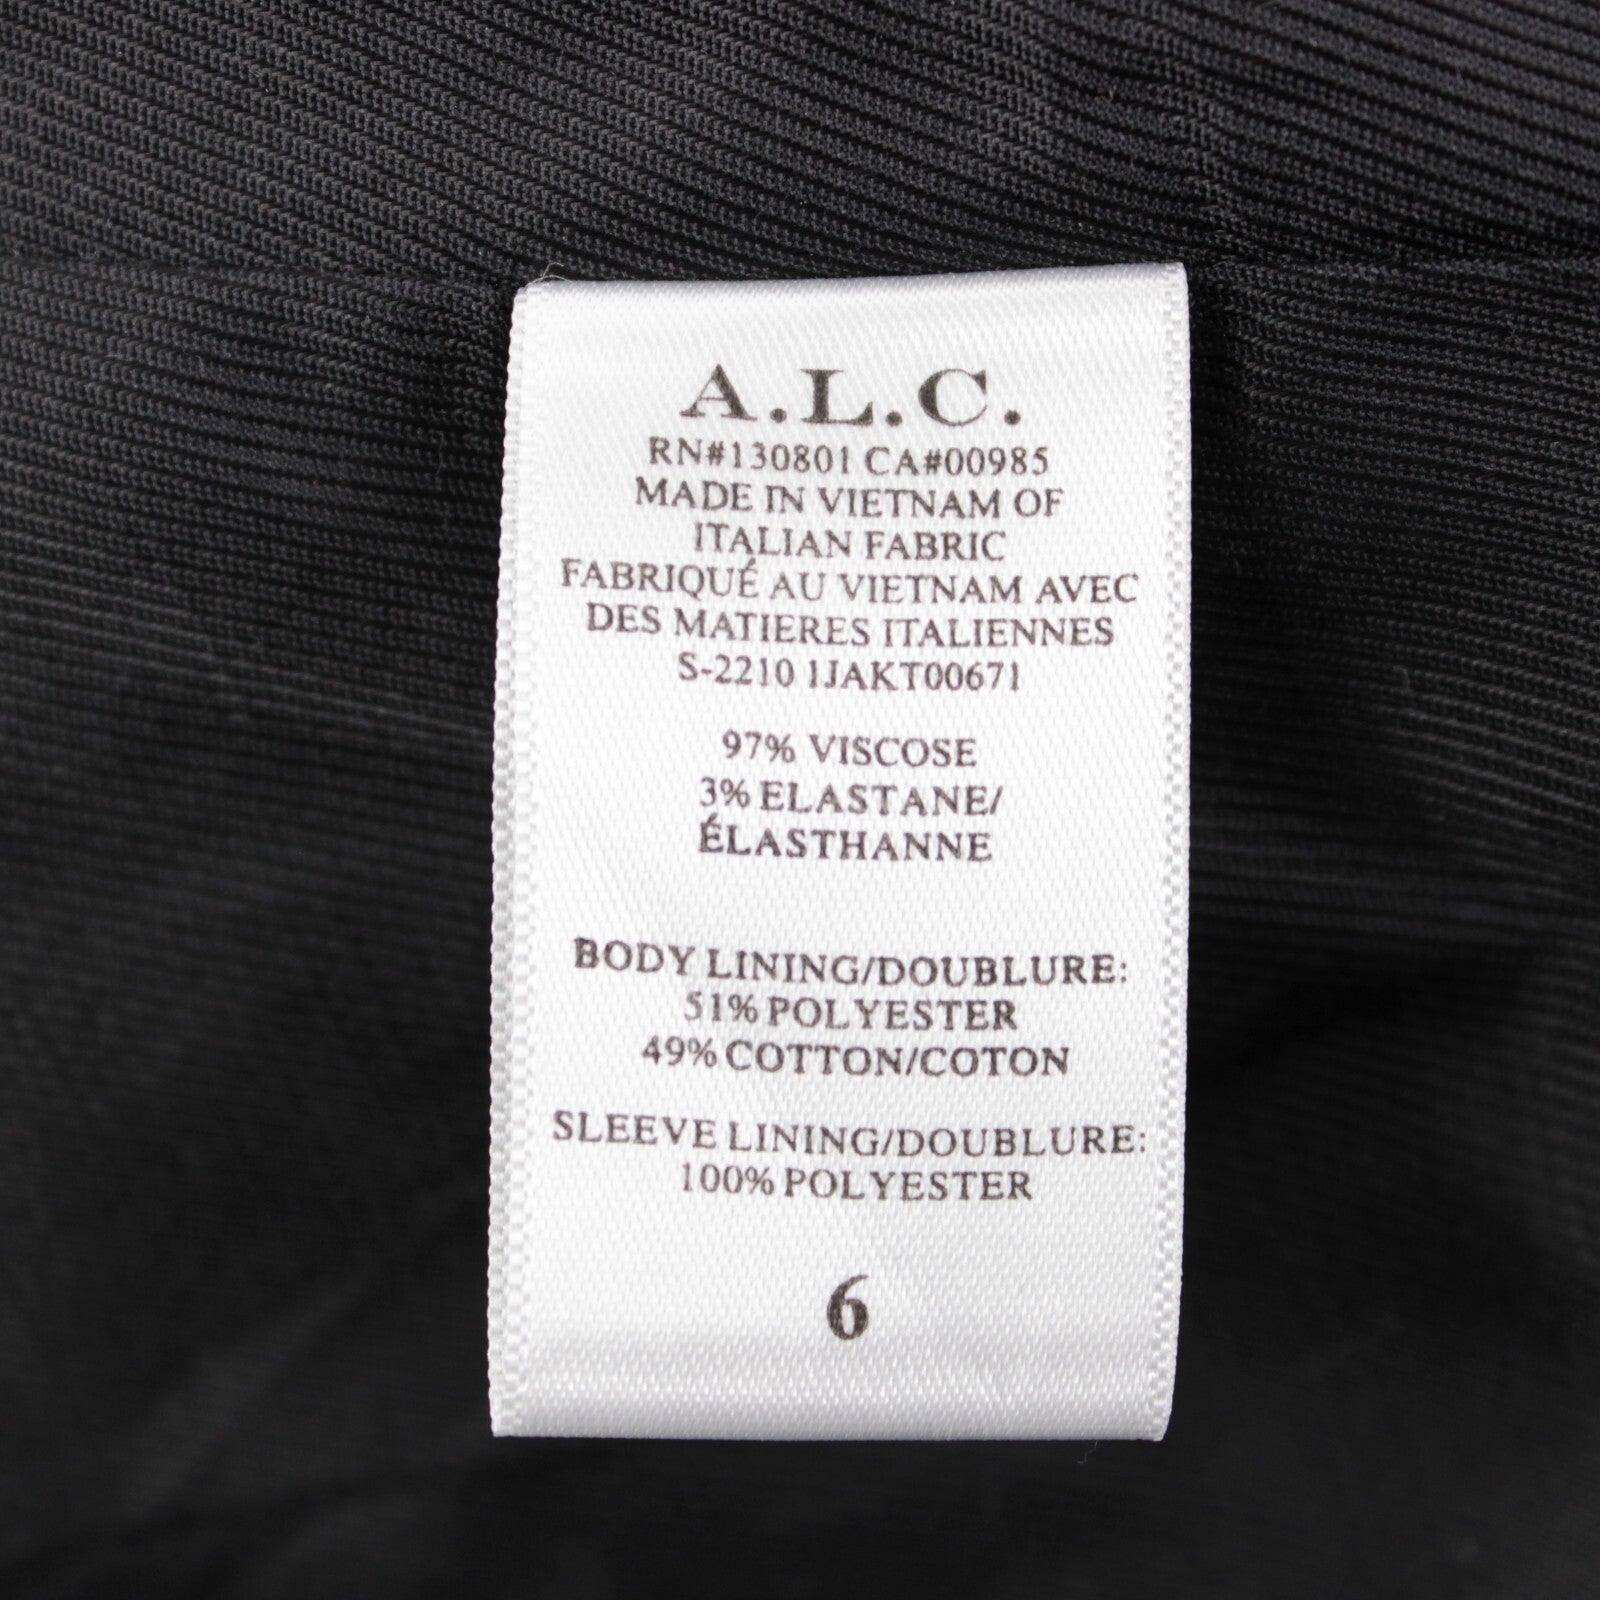 A.L.C.
RN#130801 CA#00985
MADE IN VIETNAM OF
ITALIAN FABRIC
FABRIQUÉ AU VIETNAM AVEC
DES MATIERES ITALIENNES
S-2210 1JAKT00671
97% VISCOSE
3% ELASTANE/
ÉLASTHANNE
BODY LINING/DOUBLURE:
51% POLYESTER
49% COTTON/COTON
SLEEVE LINING/DOUBLURE:
100% POLYESTER
6